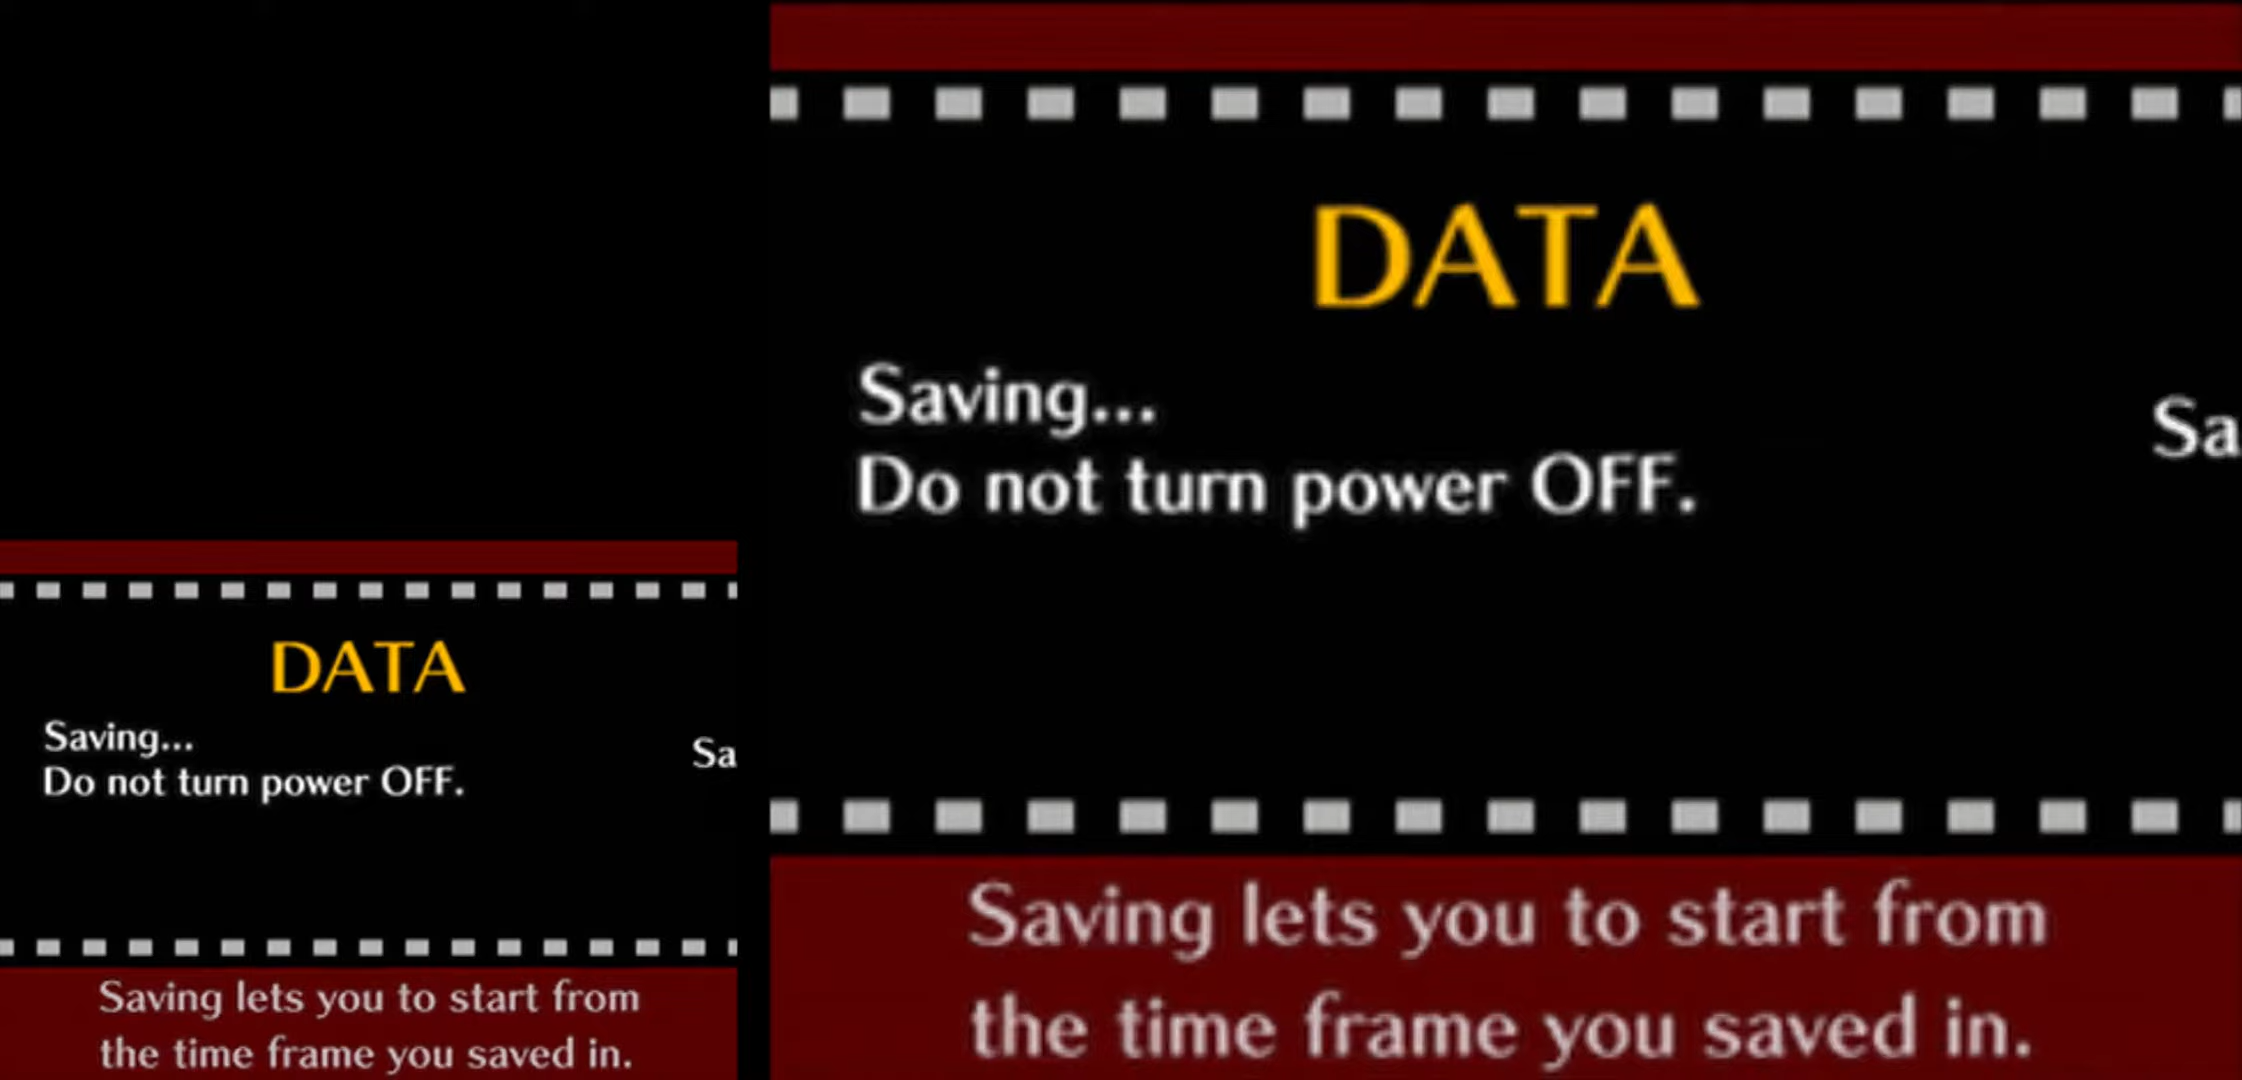 DATA
Saving...
Do not turn power OFF.
Sa
Saving lets you to start from
the time frame you saved in.
DATA
Saving...
Do not turn power OFF.
Sa
Saving lets you to start from
the time frame you saved in.